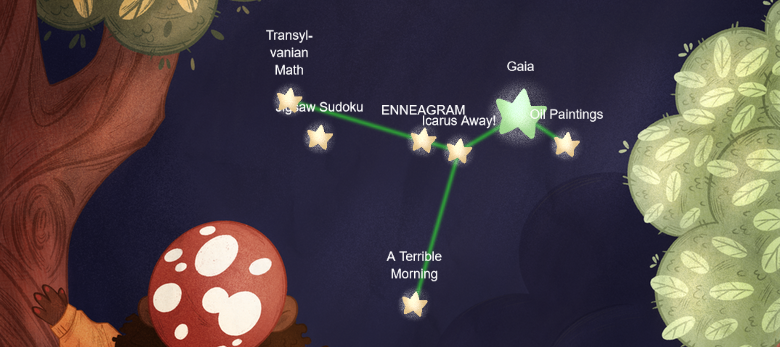 Transyl-
vanian
Math
Gaia
Jigsaw Sudoku
ENNEAGRAM
Icarus Away!
Oil Paintings
A Terrible
Morning